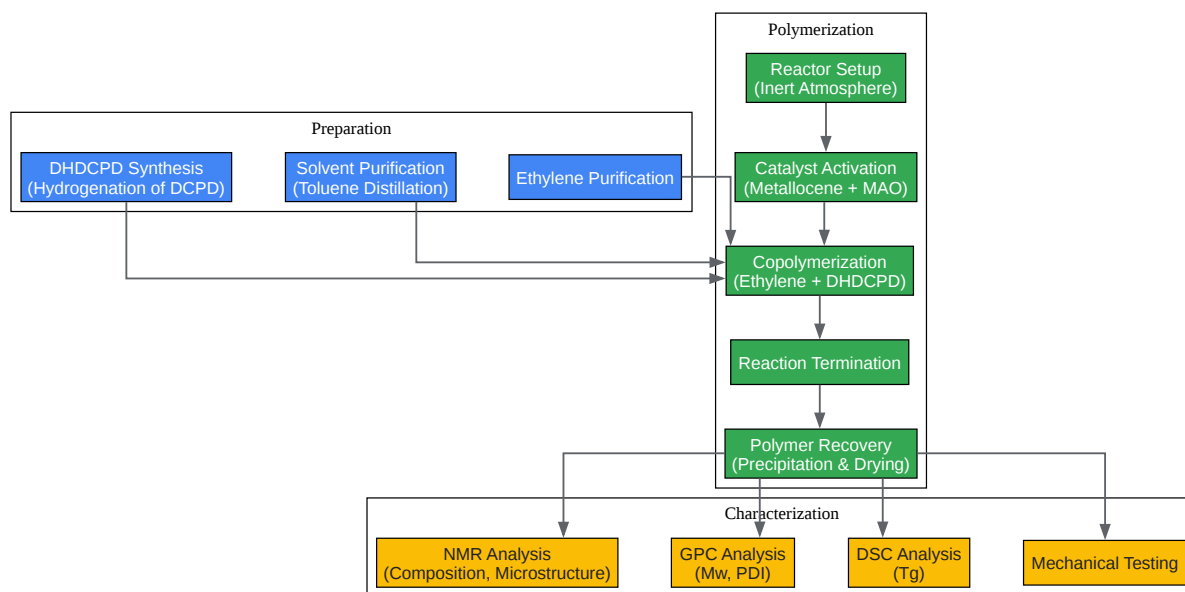 Polymerization
Reactor Setup
(Inert Atmosphere)
Preparation
DHDCPD Synthesis
(Hydrogenation of DCPD)
Solvent Purification
(Toluene Distillation)
Ethylene Purification
Catalyst Activation
(Metallocene + MAO)
Copolymerization
(Ethylene + DHDCPD)
Reaction Termination
Polymer Recovery
(Precipitation & Drying)
Characterization
NMR Analysis
(Composition, Microstructure)
GPC Analysis
(Mw, PDI)
DSC Analysis
(Tg)
Mechanical Testing